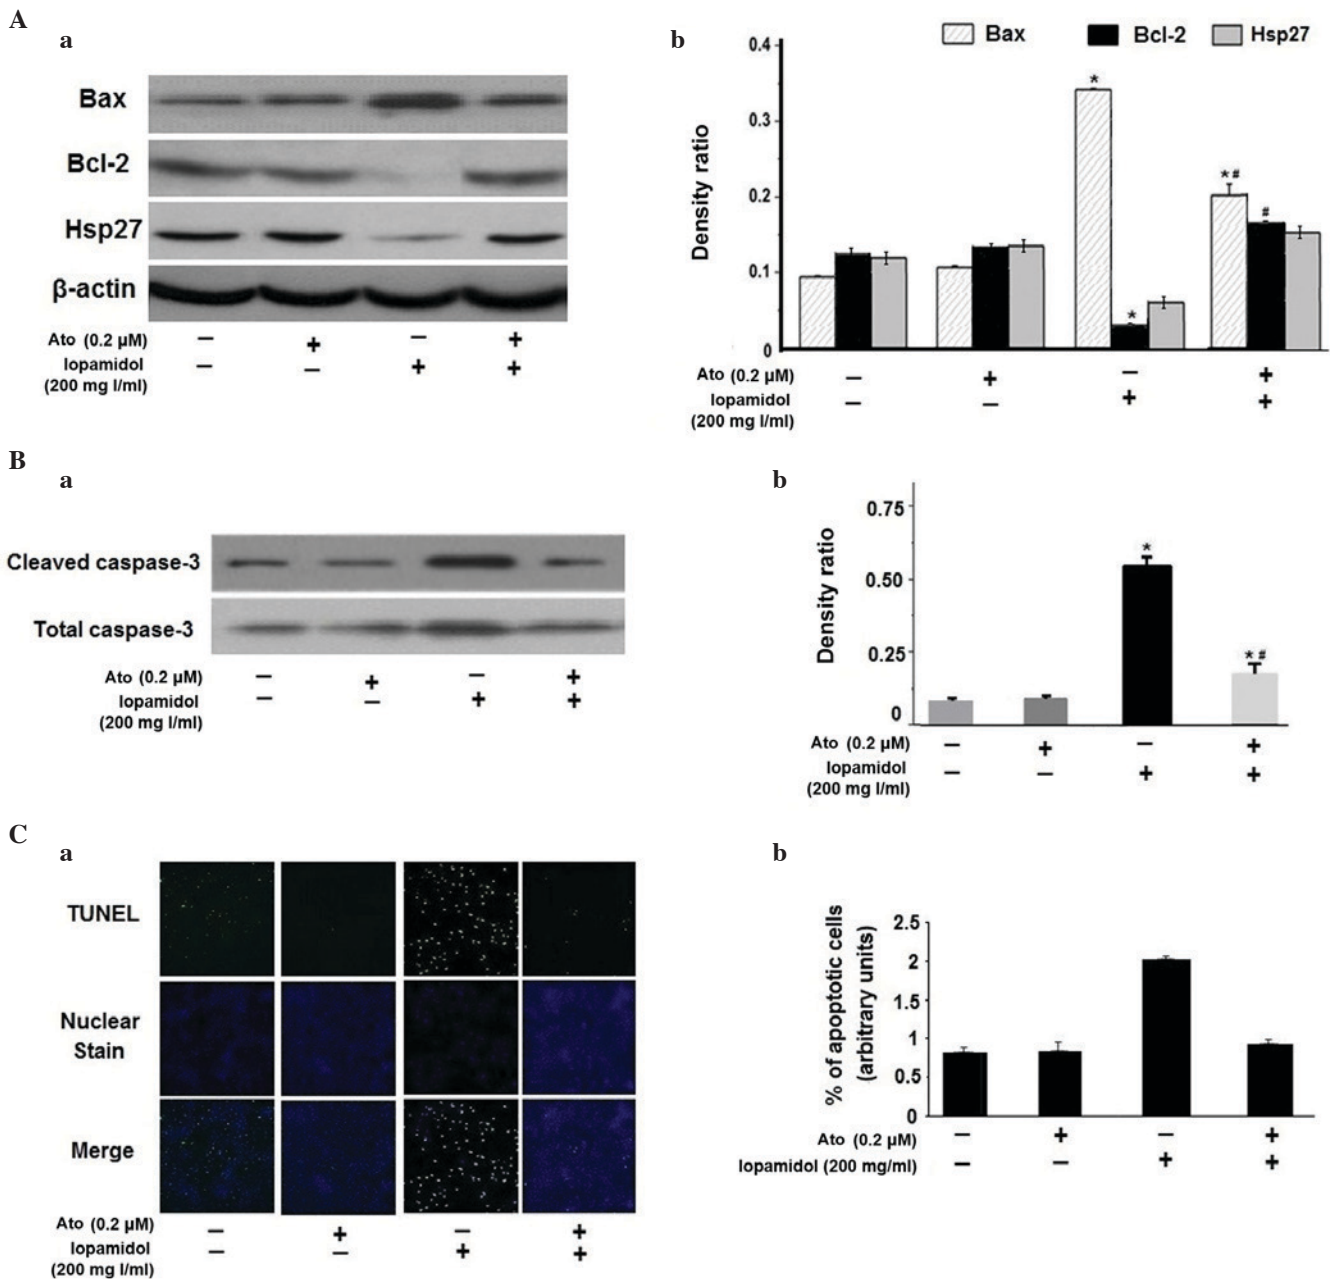 A
a
Bax
Bcl-2
Hsp27
β-actin
Ato (0.2 µM) – + – +
Iopamidol – – + +
(200 mg I/ml)
b
Bax Bcl-2 Hsp27
Density ratio
0.4
0.3
0.2
0.1
0
*
*
*#
#
Ato (0.2 µM) – + – +
Iopamidol – – + +
(200 mg I/ml)
B
a
Cleaved caspase-3
Total caspase-3
Ato (0.2 µM) – + – +
Iopamidol – – + +
(200 mg I/ml)
b
Density ratio
0.75
0.50
0.25
0
*
*#
Ato (0.2 µM) – + – +
Iopamidol – – + +
(200 mg I/ml)
C
a
TUNEL
Nuclear
Stain
Merge
Ato (0.2 µM) – + – +
Iopamidol – – + +
(200 mg I/ml)
b
% of apoptotic cells
(arbitrary units)
2.5
2
1.5
1
0.5
0
Ato (0.2 µM) – + – +
Iopamidol (200 mg/ml) – – + +